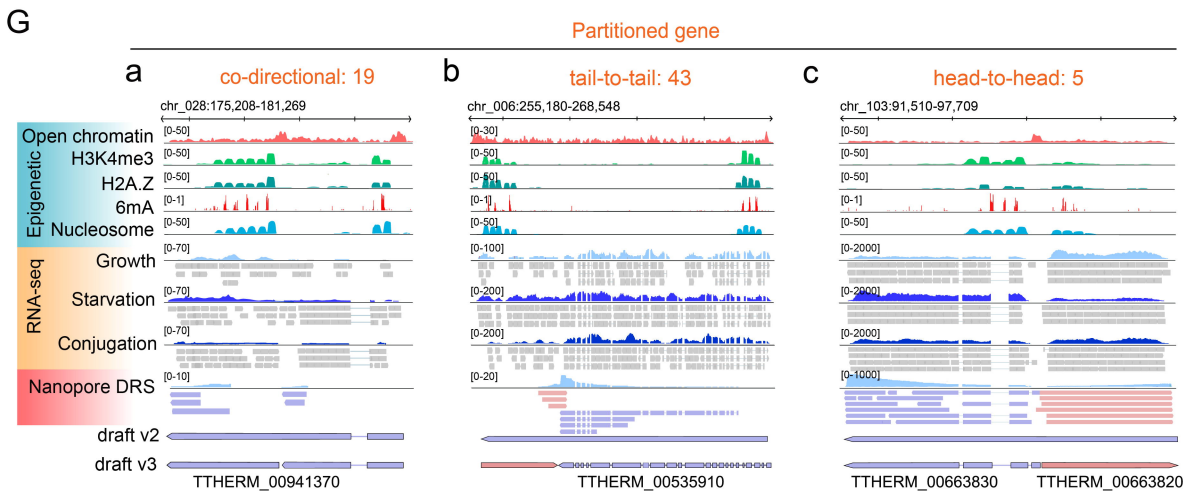 G
Partitioned gene
a co-directional: 19
b tail-to-tail: 43
c head-to-head: 5
chr_028:175,208-181,269
chr_006:255,180-268,548
chr_103:91,510-97,709
Epigenetic
Open chromatin [0-50] [0-30] [0-50]
H3K4me3 [0-50] [0-50] [0-50]
H2A.Z [0-50] [0-50] [0-50]
6mA [0-1] [0-1] [0-1]
Nucleosome [0-50] [0-50] [0-50]
RNA-seq
Growth [0-70] [0-100] [0-2000]
Starvation [0-70] [0-200] [0-2000]
Conjugation [0-70] [0-200] [0-2000]
Nanopore DRS [0-10] [0-20] [0-1000]
draft v2
draft v3
TTHERM_00941370
TTHERM_00535910
TTHERM_00663830
TTHERM_00663820